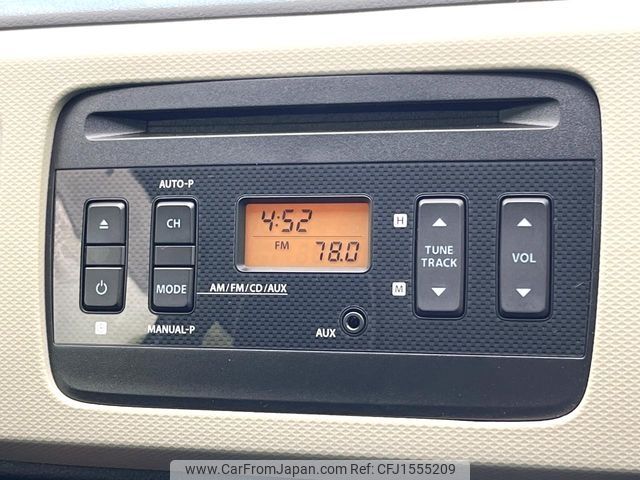 AUTO-P
CH
MODE
AM/FM/CD/AUX
MANUAL-P
4:52
FM
78.0
AUX
H
M
TUNE
TRACK
VOL
www.CarFromJapan.com - CFJ1555209